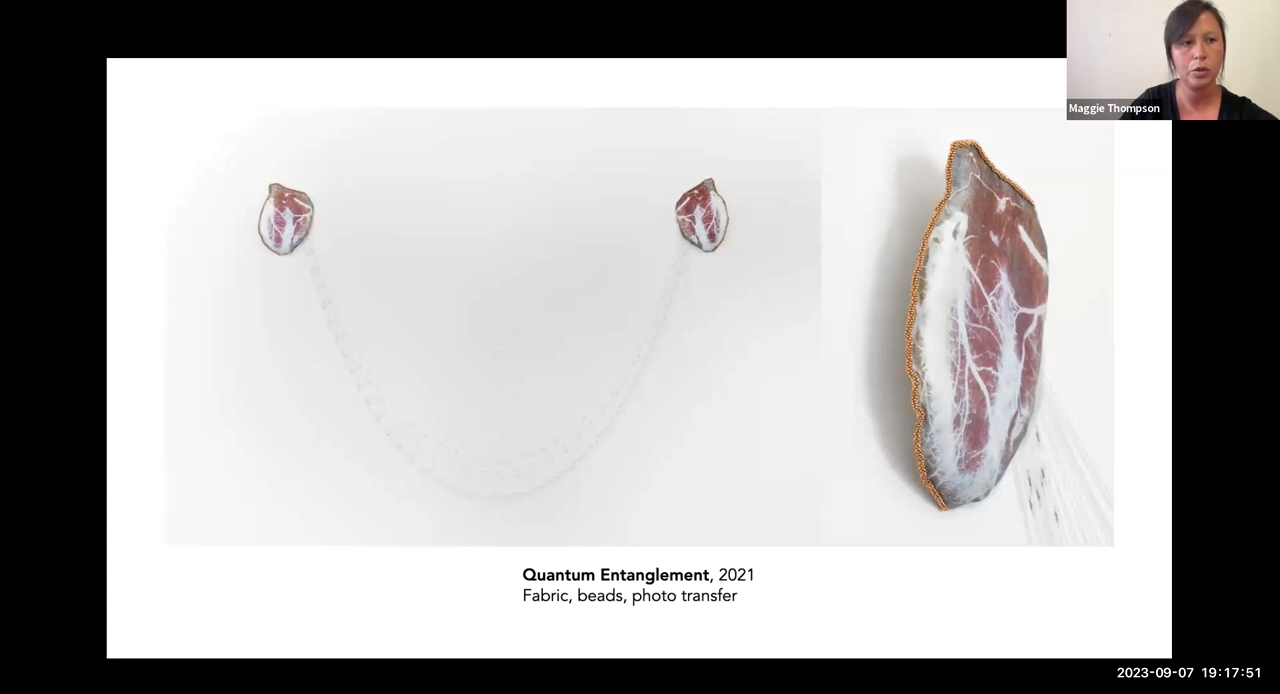 Maggie Thompson
Quantum Entanglement, 2021
Fabric, beads, photo transfer
2023-09-07 19:17:51